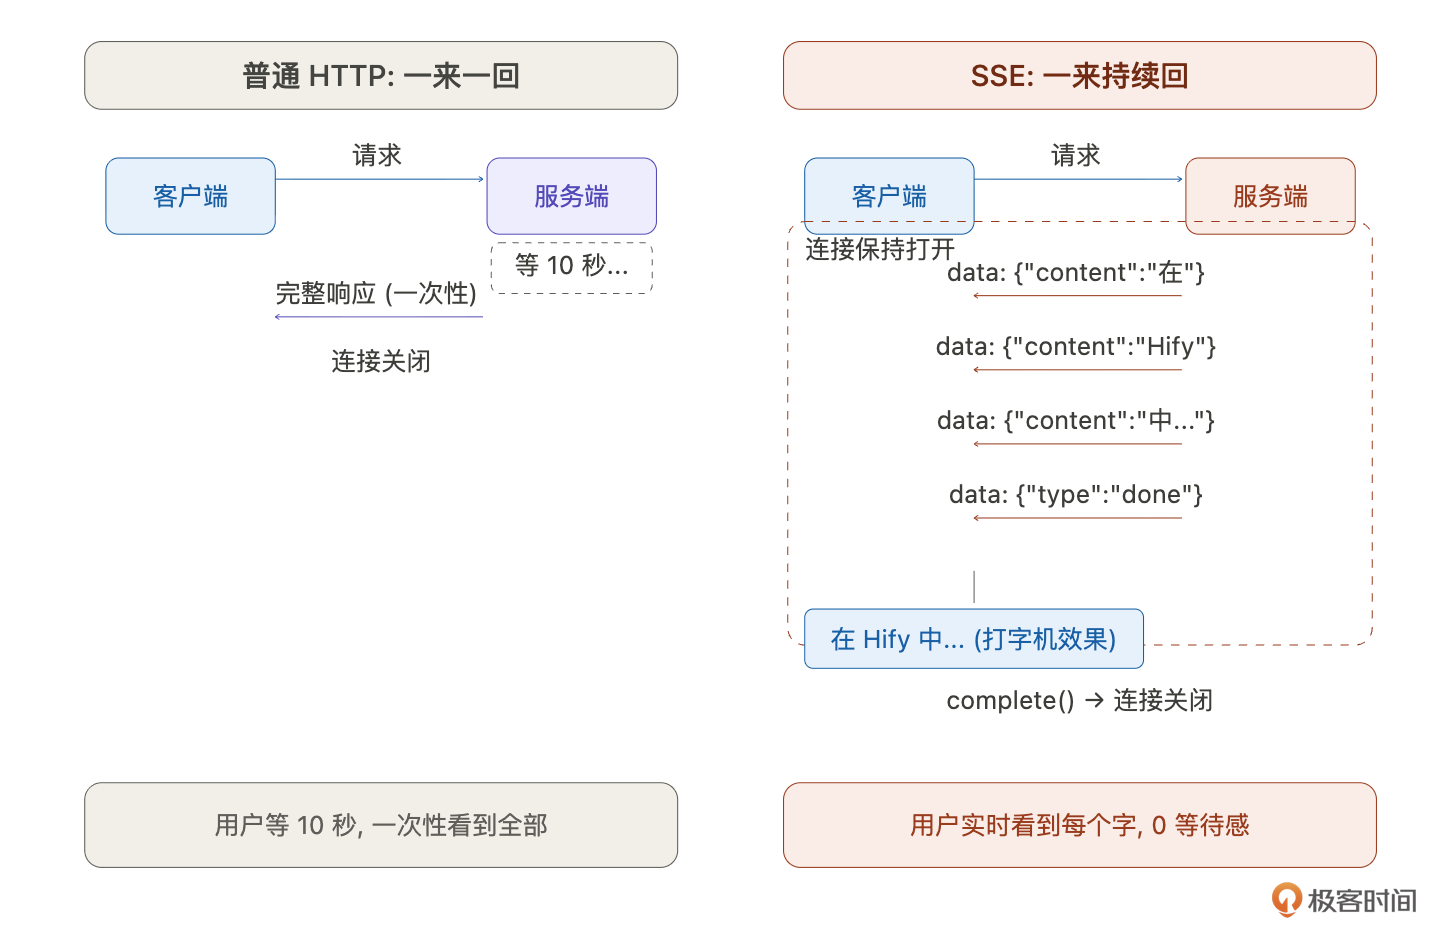 普通 HTTP: 一来一回
请求
客户端
服务端
等 10 秒...
完整响应 (一次性)
连接关闭
用户等 10 秒, 一次性看到全部
SSE: 一来持续回
请求
客户端
服务端
连接保持打开
data: {"content":"在"}
data: {"content":"Hify"}
data: {"content":"中..."}
data: {"type":"done"}
在 Hify 中... (打字机效果)
complete() → 连接关闭
用户实时看到每个字, 0 等待感
极客时间